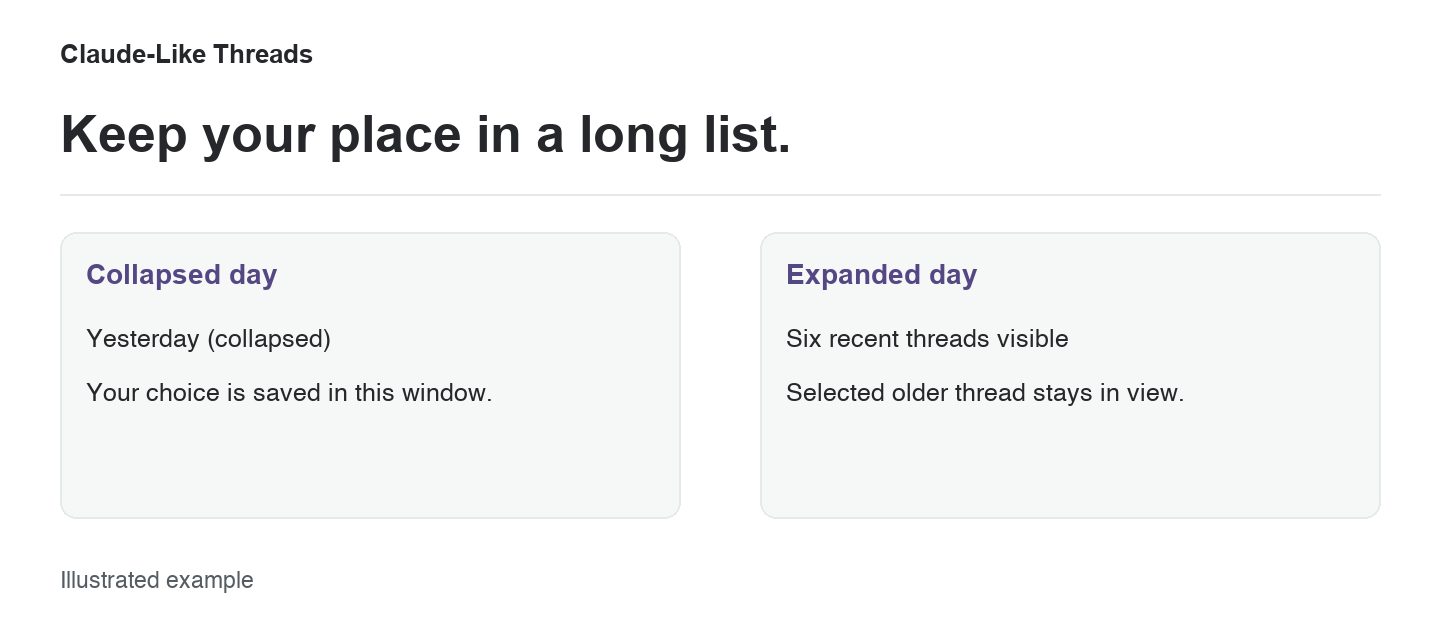 Claude-Like Threads
Keep your place in a long list.
Collapsed day
Yesterday (collapsed)
Your choice is saved in this window.
Expanded day
Six recent threads visible
Selected older thread stays in view.
Illustrated example